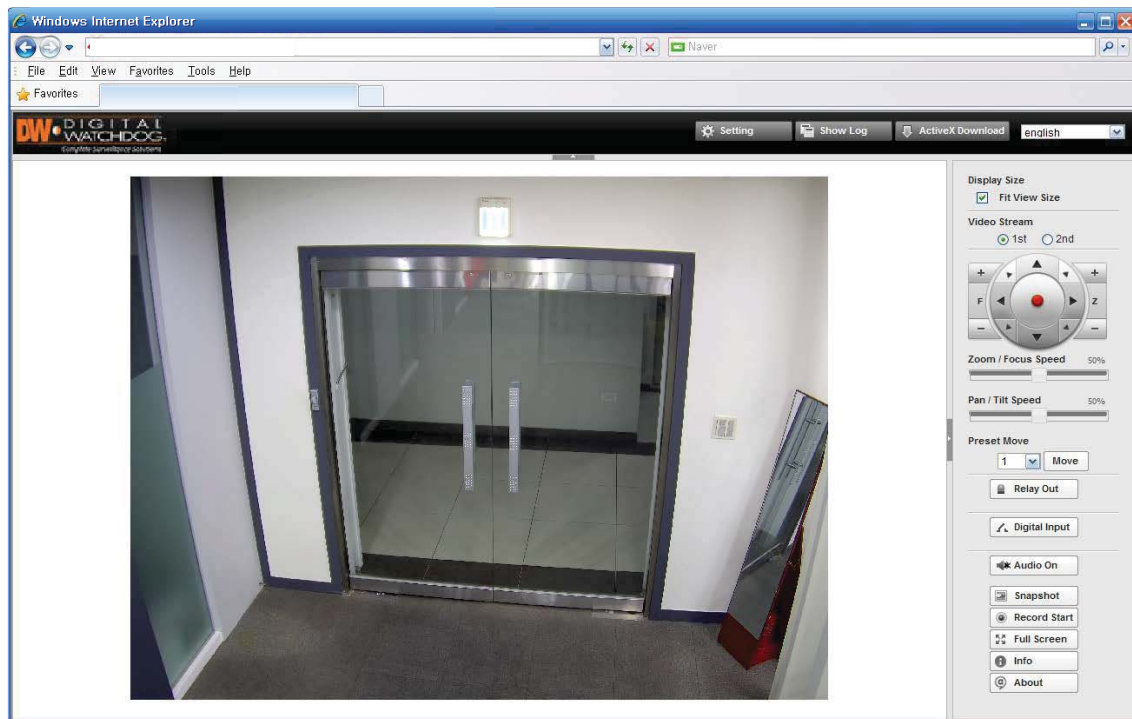 Windows Internet Explorer
Naver
File Edit View Favorites Tools Help
Favorites
DW DIGITAL WATCHDOG
Complete Surveillance Solutions
Setting Show Log ActiveX Download english
Display Size
Fit View Size
Video Stream
1st 2nd
+ +
F Z
- -
Zoom / Focus Speed 50%
Pan / Tilt Speed 50%
Preset Move
1 Move
Relay Out
Digital Input
Audio On
Snapshot
Record Start
Full Screen
Info
About